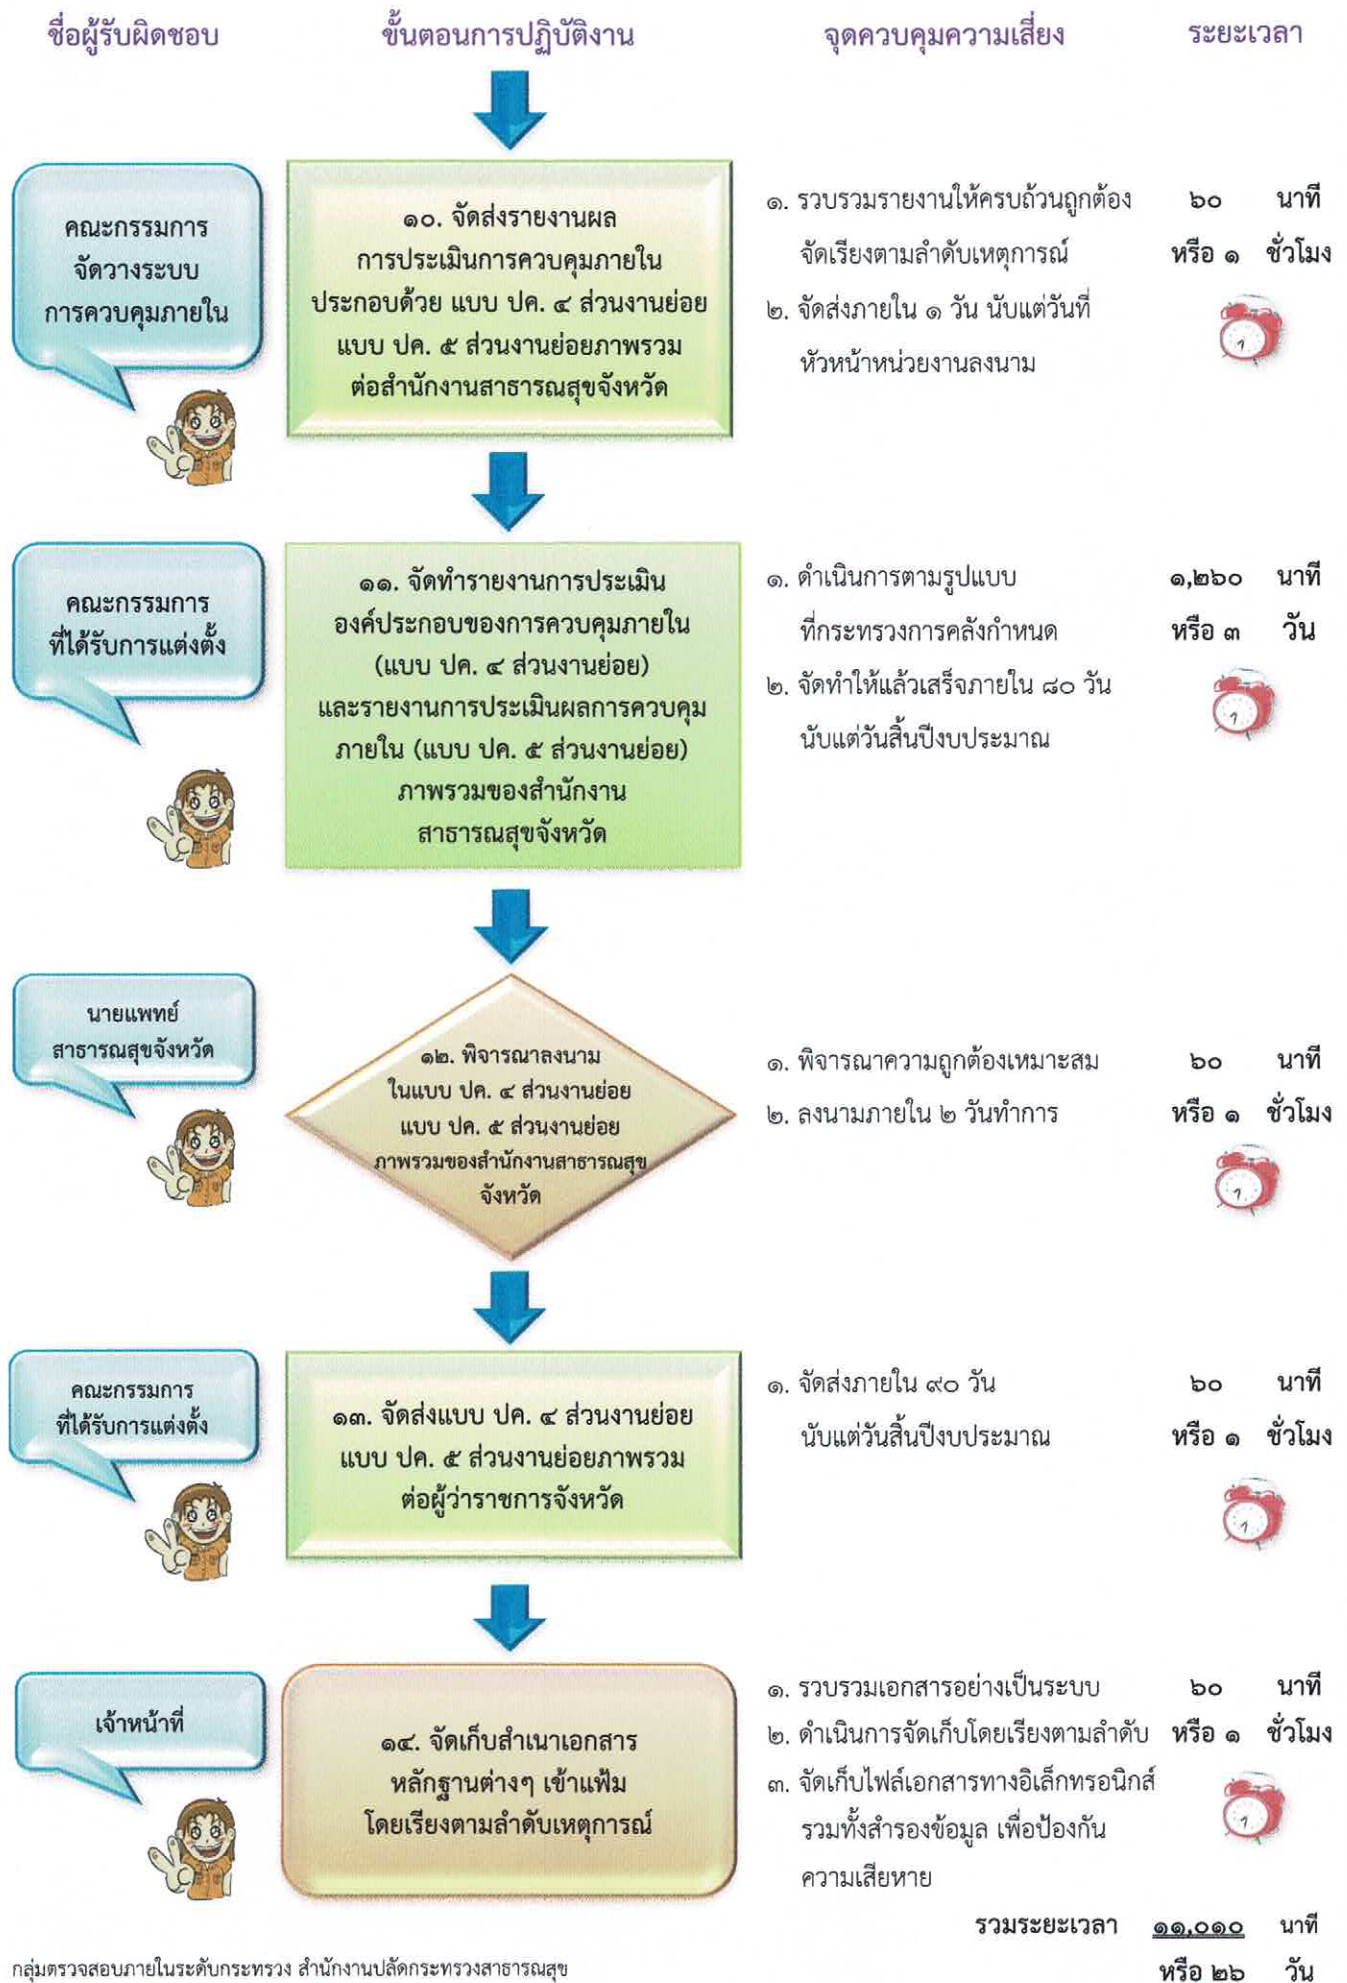 ชื่อผู้รับผิดชอบ ขั้นตอนการปฏิบัติงาน จุดควบคุมความเสี่ยง ระยะเวลา
คณะกรรมการ
จัดวางระบบ
การควบคุมภายใน
๑๐. จัดส่งรายงานผล
การประเมินการควบคุมภายใน
ประกอบด้วย แบบ ปค. ๔ ส่วนงานย่อย
แบบ ปค. ๕ ส่วนงานย่อยภาพรวม
ต่อสำนักงานสาธารณสุขจังหวัด
๑. รวบรวมรายงานให้ครบถ้วนถูกต้อง
จัดเรียงตามลำดับเหตุการณ์
๒. จัดส่งภายใน ๑ วัน นับแต่วันที่
หัวหน้าหน่วยงานลงนาม
๖๐ นาที
หรือ ๑ ชั่วโมง
คณะกรรมการ
ที่ได้รับการแต่งตั้ง
๑๑. จัดทำรายงานการประเมิน
องค์ประกอบของการควบคุมภายใน
(แบบ ปค. ๔ ส่วนงานย่อย)
และรายงานการประเมินผลการควบคุม
ภายใน (แบบ ปค. ๕ ส่วนงานย่อย)
ภาพรวมของสำนักงาน
สาธารณสุขจังหวัด
๑. ดำเนินการตามรูปแบบ
ที่กระทรวงการคลังกำหนด
๒. จัดทำให้แล้วเสร็จภายใน ๘๐ วัน
นับแต่วันสิ้นปีงบประมาณ
๑,๒๖๐ นาที
หรือ ๓ วัน
นายแพทย์
สาธารณสุขจังหวัด
๑๒. พิจารณาลงนาม
ในแบบ ปค. ๔ ส่วนงานย่อย
แบบ ปค. ๕ ส่วนงานย่อย
ภาพรวมของสำนักงานสาธารณสุข
จังหวัด
๑. พิจารณาความถูกต้องเหมาะสม
๒. ลงนามภายใน ๒ วันทำการ
๖๐ นาที
หรือ ๑ ชั่วโมง
คณะกรรมการ
ที่ได้รับการแต่งตั้ง
๑๓. จัดส่งแบบ ปค. ๔ ส่วนงานย่อย
แบบ ปค. ๕ ส่วนงานย่อยภาพรวม
ต่อผู้ว่าราชการจังหวัด
๑. จัดส่งภายใน ๙๐ วัน
นับแต่วันสิ้นปีงบประมาณ
๖๐ นาที
หรือ ๑ ชั่วโมง
เจ้าหน้าที่
๑๔. จัดเก็บสำเนาเอกสาร
หลักฐานต่างๆ เข้าแฟ้ม
โดยเรียงตามลำดับเหตุการณ์
๑. รวบรวมเอกสารอย่างเป็นระบบ
๒. ดำเนินการจัดเก็บโดยเรียงตามลำดับ
๓. จัดเก็บไฟล์เอกสารทางอิเล็กทรอนิกส์
รวมทั้งสำรองข้อมูล เพื่อป้องกัน
ความเสียหาย
๖๐ นาที
หรือ ๑ ชั่วโมง
รวมระยะเวลา ๑๑,๐๑๐ นาที
หรือ ๒๖ วัน
กลุ่มตรวจสอบภายในระดับกระทรวง สำนักงานปลัดกระทรวงสาธารณสุข